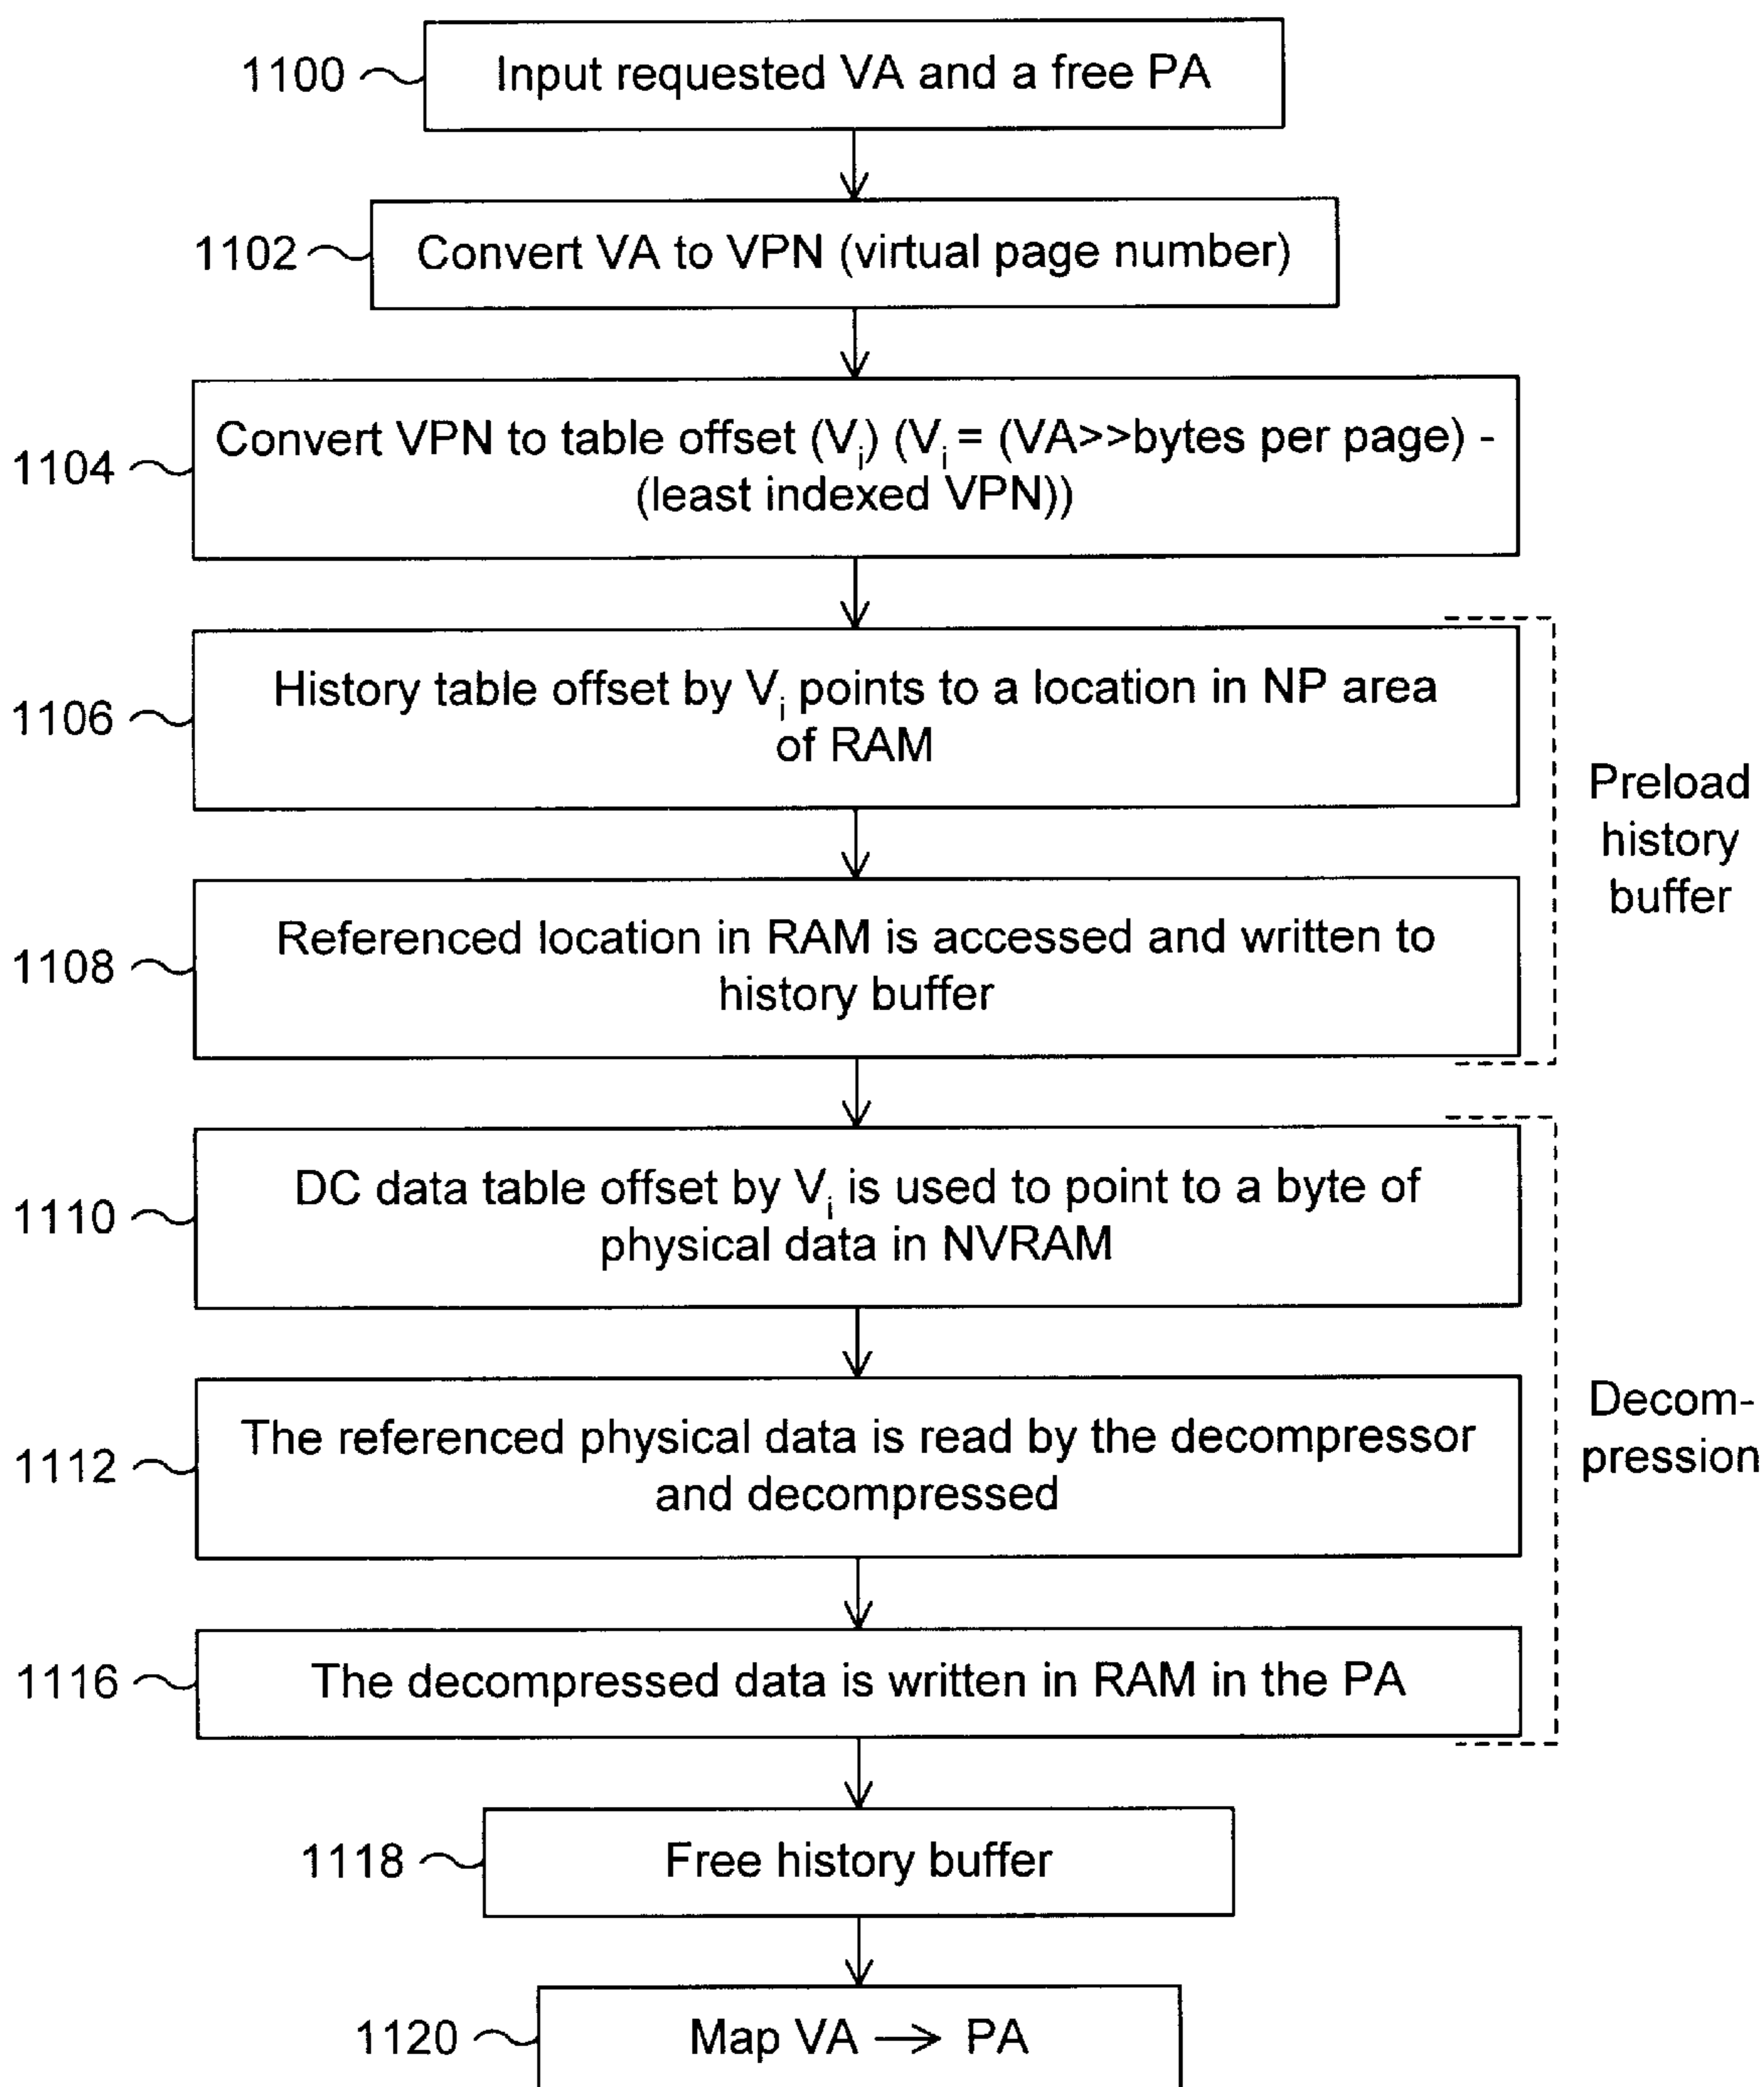 1100
Input requested VA and a free PA
1102
Convert VA to VPN (virtual page number)
1104
Convert VPN to table offset (Vi) (Vi = (VA>>bytes per page) -
(least indexed VPN))
1106
History table offset by Vi points to a location in NP area
of RAM
Preload
history
buffer
1108
Referenced location in RAM is accessed and written to
history buffer
1110
DC data table offset by Vi is used to point to a byte of
physical data in NVRAM
1112
The referenced physical data is read by the decompressor
and decompressed
Decom-
pression
1116
The decompressed data is written in RAM in the PA
1118
Free history buffer
1120
Map VA → PA